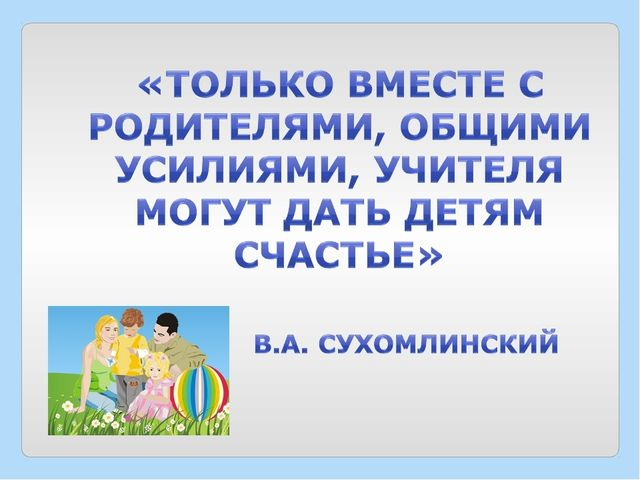 «ТОЛЬКО ВМЕСТЕ С
РОДИТЕЛЯМИ, ОБЩИМИ
УСИЛИЯМИ, УЧИТЕЛЯ
МОГУТ ДАТЬ ДЕТЯМ
СЧАСТЬЕ»
В.А. СУХОМЛИНСКИЙ